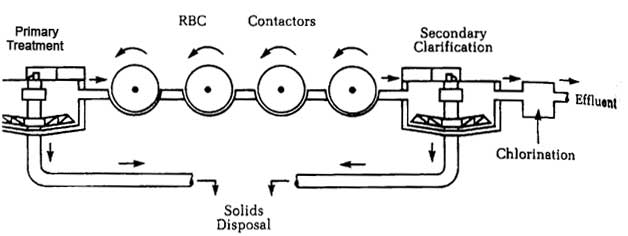 Primary
Treatment
RBC Contactors
Secondary
Clarification
Effluent
Chlorination
Solids
Disposal